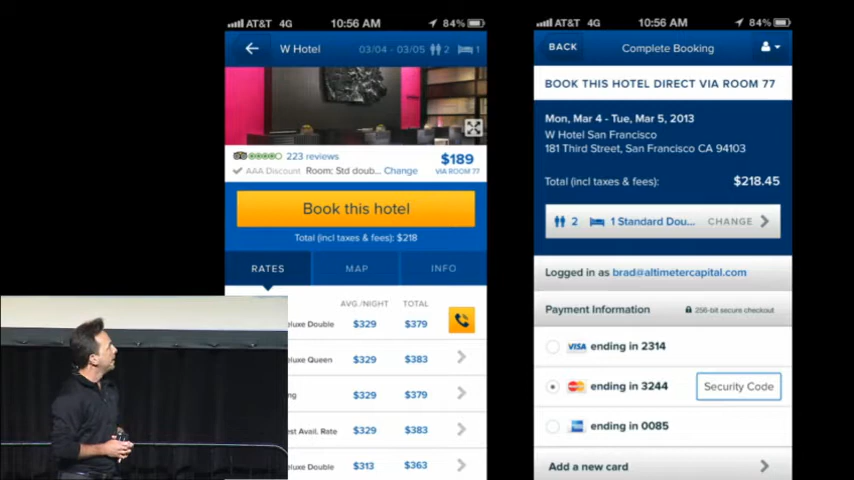 AT&T 4G 10:56 AM 84%
W Hotel 03/04 - 03/05 2 1
223 reviews
$189
VIA ROOM 77
AAA Discount Room: Std doub... Change
Book this hotel
Total (incl taxes & fees): $218
RATES MAP INFO
AVG./NIGHT TOTAL
eluxe Double $329 $379
eluxe Queen $329 $383
ng $329 $379
est Avail. Rate $329 $383
eluxe Double $313 $363
AT&T 4G 10:56 AM 84%
BACK Complete Booking
BOOK THIS HOTEL DIRECT VIA ROOM 77
Mon, Mar 4 - Tue, Mar 5, 2013
W Hotel San Francisco
181 Third Street, San Francisco CA 94103
Total (incl taxes & fees): $218.45
2 1 Standard Dou... CHANGE
Logged in as brad@altimetercapital.com
Payment Information 256-bit secure checkout
VISA ending in 2314
ending in 3244 Security Code
ending in 0085
Add a new card